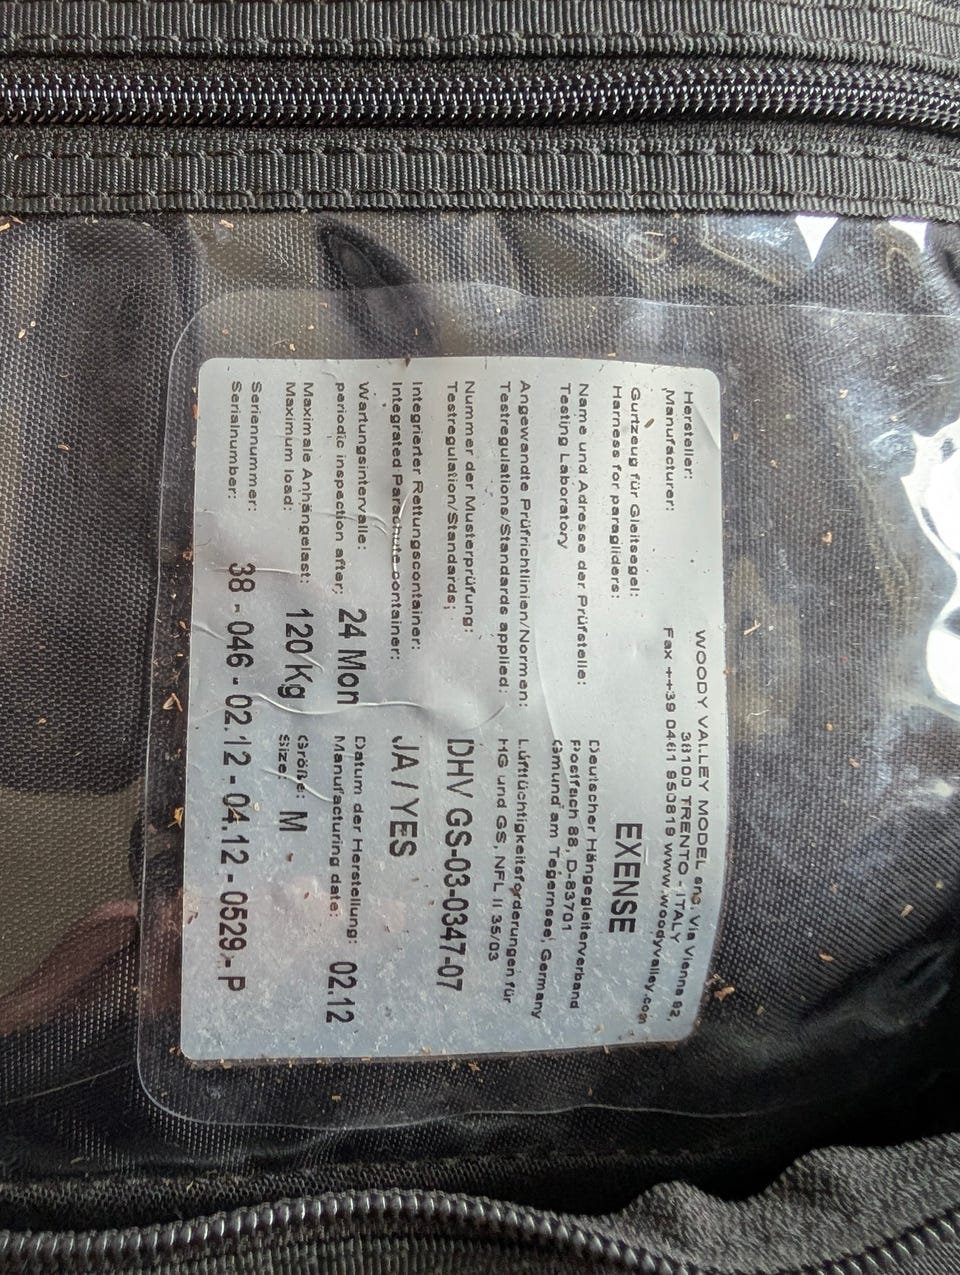 Hersteller: WOODY VALLEY MODEL snc. Via Vienna 82,
Manufacturer: 38100 TRENTO - ITALY
Fax ++39 0461 950819 www.woodyvalley.com
Gurtzeug für Gleitsegel:
Harness for paragliders: EXENSE
Name und Adresse der Prüfstelle: Deutscher Hängegleiterverband
Testing Laboratory Postfach 88, D-83701
Gmund am Tegernsee, Germany
Angewandte Prüfrichtlinien/Normen: Lufttüchtigkeitsforderungen für
Testregulations/Standards applied: HG und GS, NFL II 35/03
Nummer der Musterprüfung:
Testregulation/Standards; DHV GS-03-0347-07
Integrierter Rettungscontainer:
Integrated Parachute container: JA / YES
Wartungsintervalle: Datum der Herstellung:
periodic inspection after; 24 Mon Manufacturing date: 02.12
Maximale Anhängelast: Größe:
Maximum load: 120 Kg Size: M
Seriennummer:
Serialnumber: 38 - 046 - 02.12 - 04.12 - 0529 - P